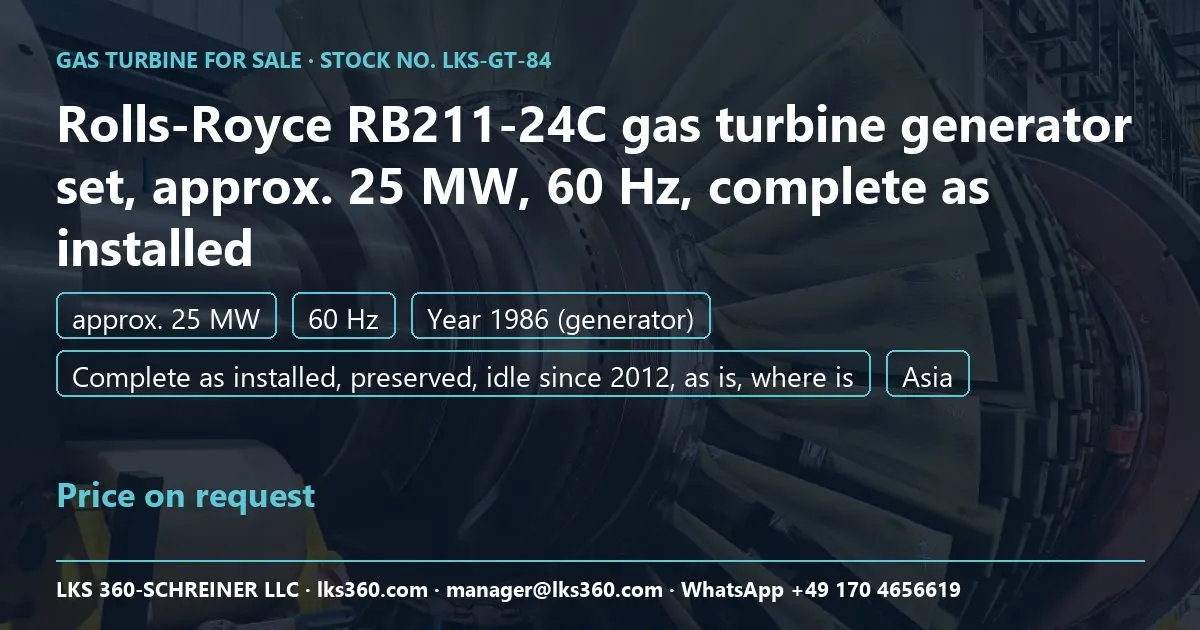 GAS TURBINE FOR SALE · STOCK NO. LKS-GT-84
Rolls-Royce RB211-24C gas turbine generator
set, approx. 25 MW, 60 Hz, complete as
installed
approx. 25 MW
60 Hz
Year 1986 (generator)
Complete as installed, preserved, idle since 2012, as is, where is
Asia
Price on request
LKS 360-SCHREINER LLC · lks360.com · manager@lks360.com · WhatsApp +49 170 4656619